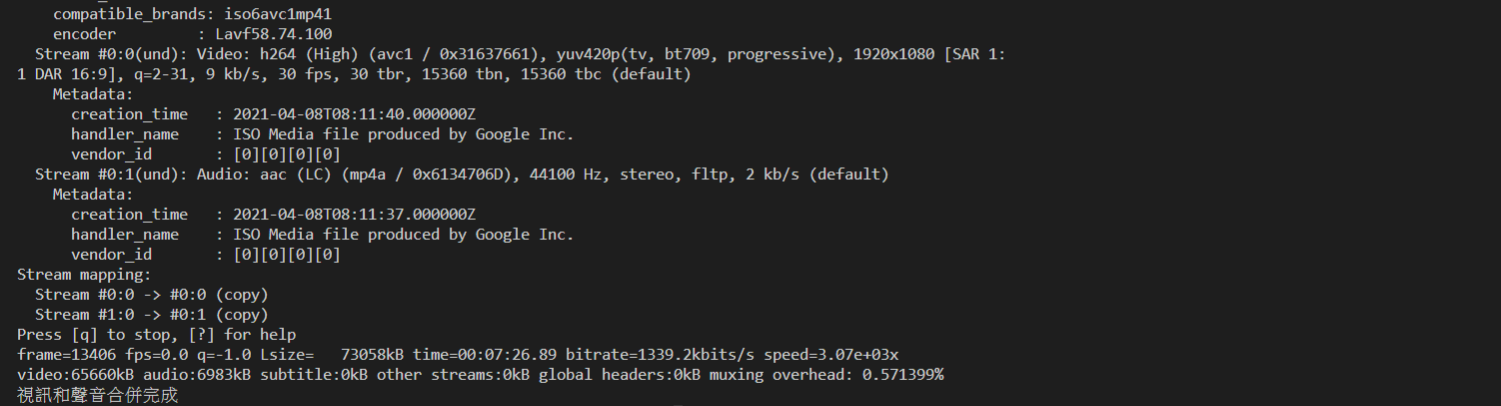 compatible_brands: iso6avc1mp41
encoder         : Lavf58.74.100
Stream #0:0(und): Video: h264 (High) (avc1 / 0x31637661), yuv420p(tv, bt709, progressive), 1920x1080 [SAR 1:
1 DAR 16:9], q=2-31, 9 kb/s, 30 fps, 30 tbr, 15360 tbn, 15360 tbc (default)
Metadata:
creation_time   : 2021-04-08T08:11:40.000000Z
handler_name    : ISO Media file produced by Google Inc.
vendor_id       : [0][0][0][0]
Stream #0:1(und): Audio: aac (LC) (mp4a / 0x6134706D), 44100 Hz, stereo, fltp, 2 kb/s (default)
Metadata:
creation_time   : 2021-04-08T08:11:37.000000Z
handler_name    : ISO Media file produced by Google Inc.
vendor_id       : [0][0][0][0]
Stream mapping:
Stream #0:0 -> #0:0 (copy)
Stream #1:0 -> #0:1 (copy)
Press [q] to stop, [?] for help
frame=13406 fps=0.0 q=-1.0 Lsize=   73058kB time=00:07:26.89 bitrate=1339.2kbits/s speed=3.07e+03x
video:65660kB audio:6983kB subtitle:0kB other streams:0kB global headers:0kB muxing overhead: 0.571399%
視訊和聲音合併完成